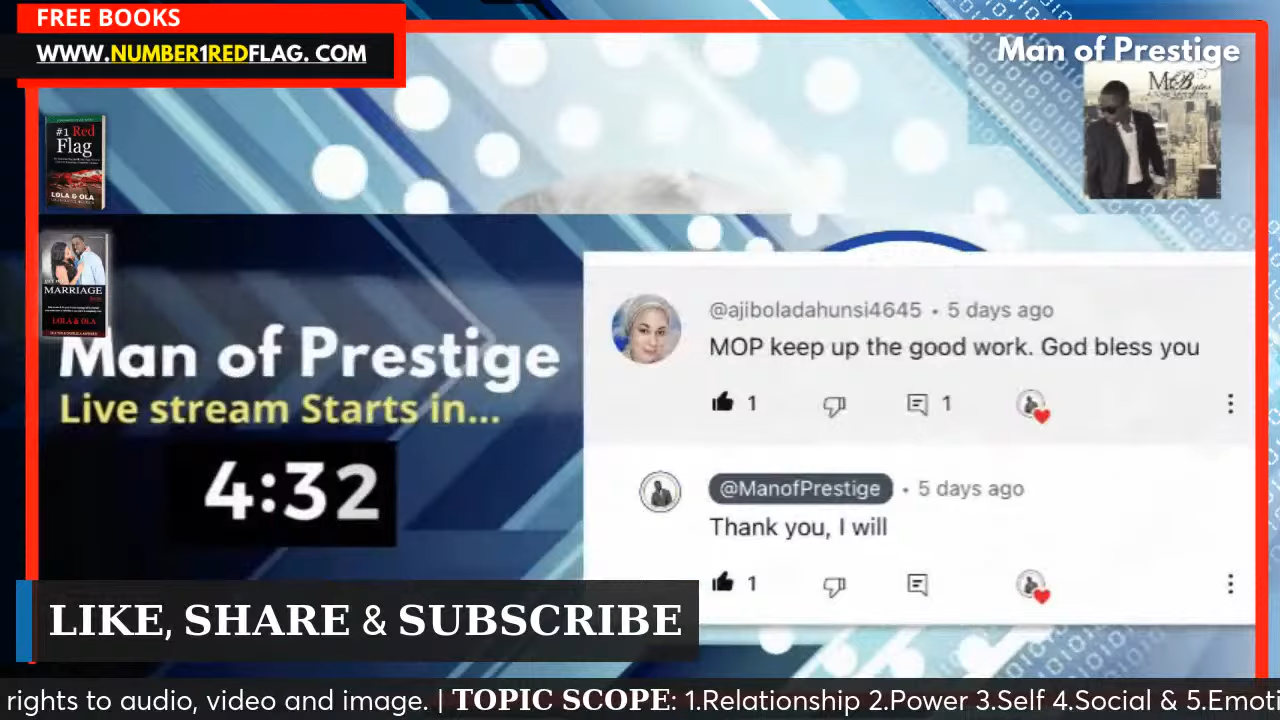 FREE BOOKS
WWW.NUMBER1REDFLAG. COM
Man of Prestige
#1 Red
Flag
LOLA & OLA
MARRIAGE
LOLA & OLA
Man of Prestige
Live stream Starts in...
4:32
@ajiboladahunsi4645 • 5 days ago
MOP keep up the good work. God bless you
1
1
@ManofPrestige • 5 days ago
Thank you, I will
1
LIKE, SHARE & SUBSCRIBE
rights to audio, video and image. | TOPIC SCOPE: 1.Relationship 2.Power 3.Self 4.Social & 5.Emoti